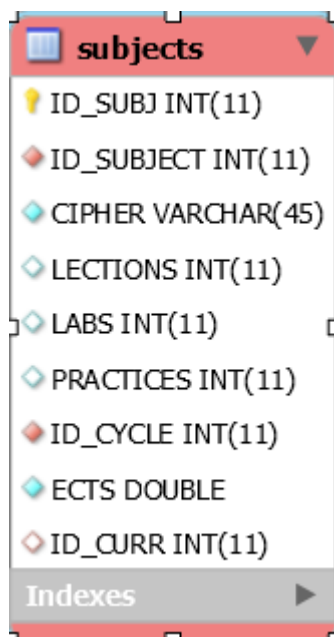 subjects
ID_SUBJ INT(11)
ID_SUBJECT INT(11)
CIPHER VARCHAR(45)
LECTIONS INT(11)
LABS INT(11)
PRACTICES INT(11)
ID_CYCLE INT(11)
ECTS DOUBLE
ID_CURR INT(11)
Indexes